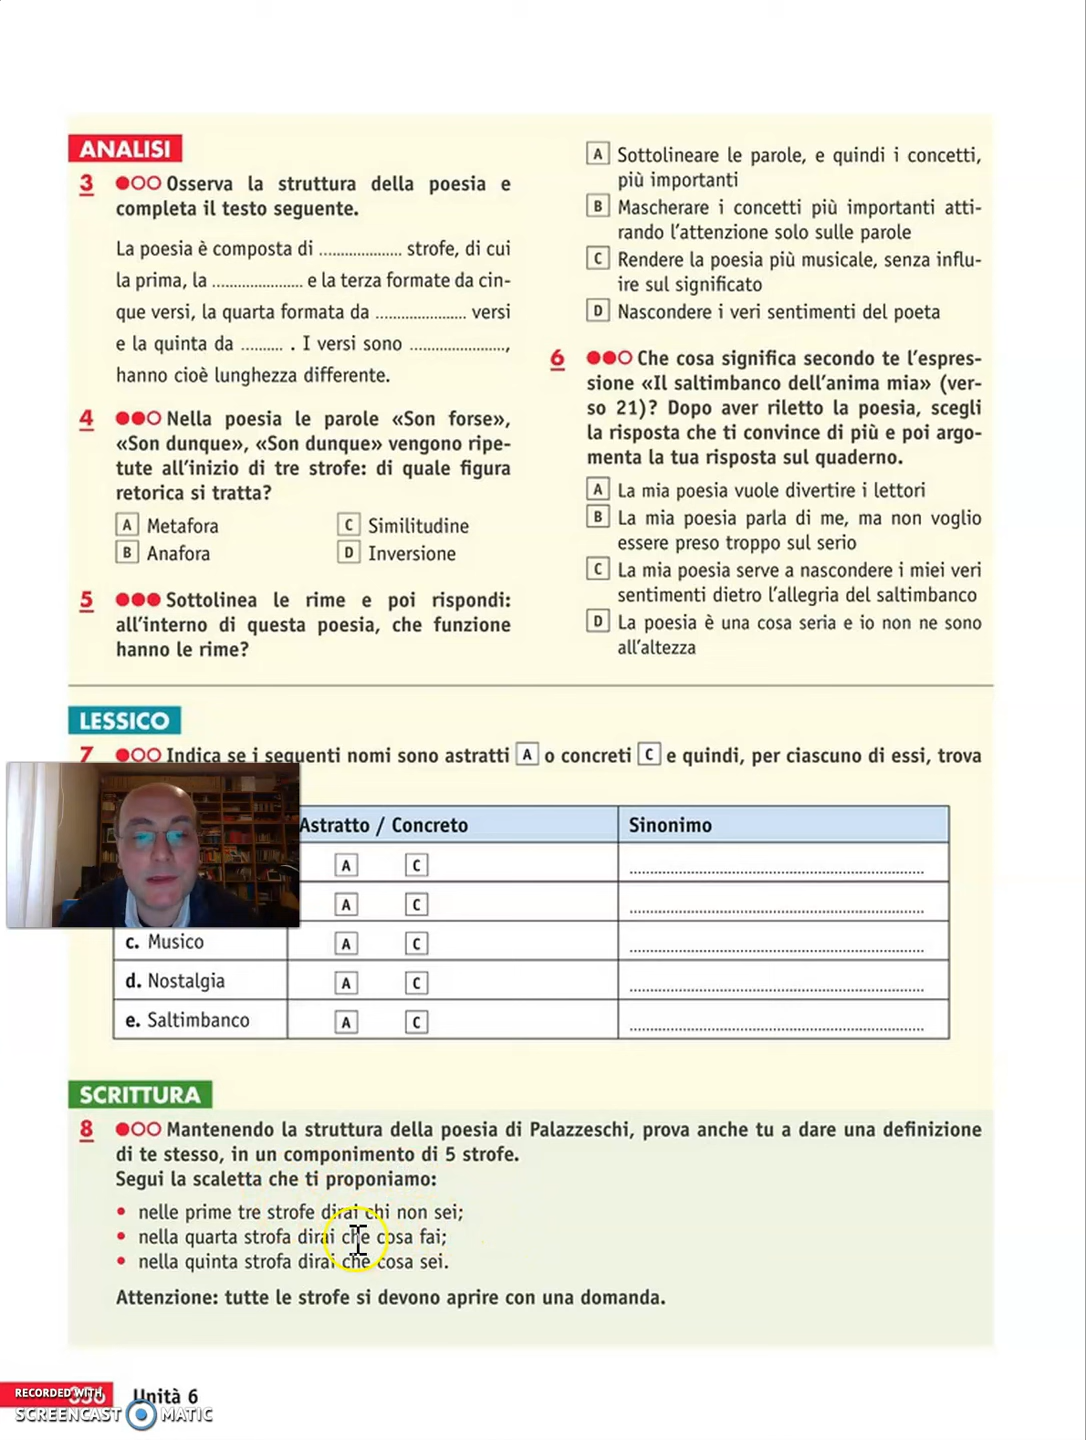 ANALISI
3 Osserva la struttura della poesia e
completa il testo seguente.
La poesia è composta di ................... strofe, di cui
la prima, la ..................... e la terza formate da cin-
que versi, la quarta formata da ..................... versi
e la quinta da .......... . I versi sono ......................,
hanno cioè lunghezza differente.
4 Nella poesia le parole «Son forse»,
«Son dunque», «Son dunque» vengono ripe-
tute all'inizio di tre strofe: di quale figura
retorica si tratta?
A Metafora
C Similitudine
B Anafora
D Inversione
5 Sottolinea le rime e poi rispondi:
all'interno di questa poesia, che funzione
hanno le rime?
A Sottolineare le parole, e quindi i concetti,
più importanti
B Mascherare i concetti più importanti atti-
rando l'attenzione solo sulle parole
C Rendere la poesia più musicale, senza influ-
ire sul significato
D Nascondere i veri sentimenti del poeta
6 Che cosa significa secondo te l'espres-
sione «Il saltimbanco dell'anima mia» (ver-
so 21)? Dopo aver riletto la poesia, scegli
la risposta che ti convince di più e poi argo-
menta la tua risposta sul quaderno.
A La mia poesia vuole divertire i lettori
B La mia poesia parla di me, ma non voglio
essere preso troppo sul serio
C La mia poesia serve a nascondere i miei veri
sentimenti dietro l'allegria del saltimbanco
D La poesia è una cosa seria e io non ne sono
all'altezza
LESSICO
7 Indica se i seguenti nomi sono astratti A o concreti C e quindi, per ciascuno di essi, trova
Astratto / Concreto Sinonimo
A C ......................................................................
A C ......................................................................
c. Musico A C ......................................................................
d. Nostalgia A C ......................................................................
e. Saltimbanco A C ......................................................................
SCRITTURA
8 Mantenendo la struttura della poesia di Palazzeschi, prova anche tu a dare una definizione
di te stesso, in un componimento di 5 strofe.
Segui la scaletta che ti proponiamo:
• nelle prime tre strofe dirai chi non sei;
• nella quarta strofa dirai che cosa fai;
• nella quinta strofa dirai che cosa sei.
Attenzione: tutte le strofe si devono aprire con una domanda.
Unità 6
RECORDED WITH
SCREENCAST MATIC